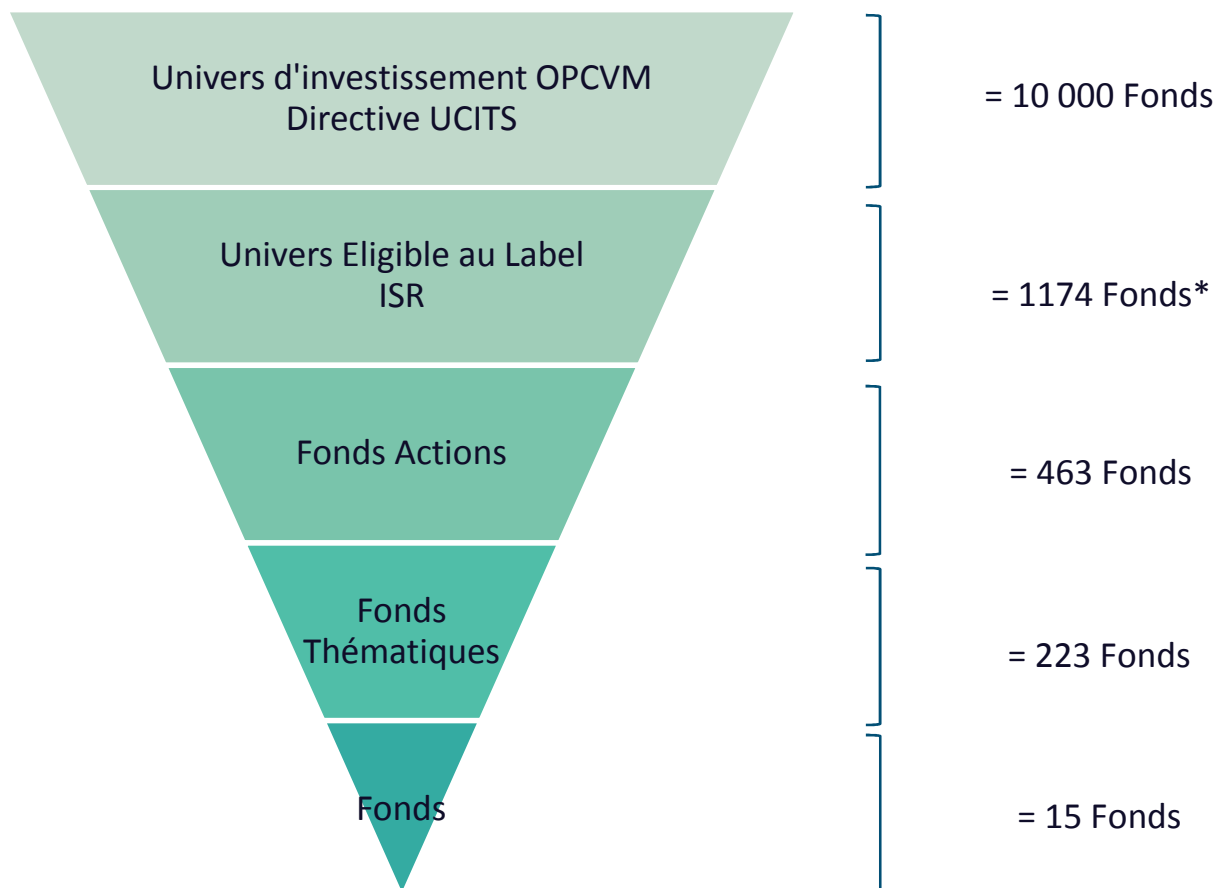 Univers d'investissement OPCVM
Directive UCITS
= 10 000 Fonds
Univers Eligible au Label
ISR
= 1174 Fonds*
Fonds Actions
= 463 Fonds
Fonds
Thématiques
= 223 Fonds
Fonds
= 15 Fonds